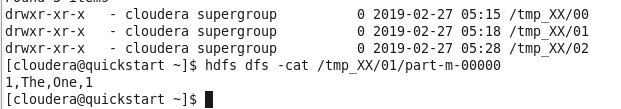 drwxr-xr-x   - cloudera supergroup          0 2019-02-27 05:15 /tmp_XX/00
drwxr-xr-x   - cloudera supergroup          0 2019-02-27 05:18 /tmp_XX/01
drwxr-xr-x   - cloudera supergroup          0 2019-02-27 05:28 /tmp_XX/02
[cloudera@quickstart ~]$ hdfs dfs -cat /tmp_XX/01/part-m-00000
1,The,One,1
[cloudera@quickstart ~]$